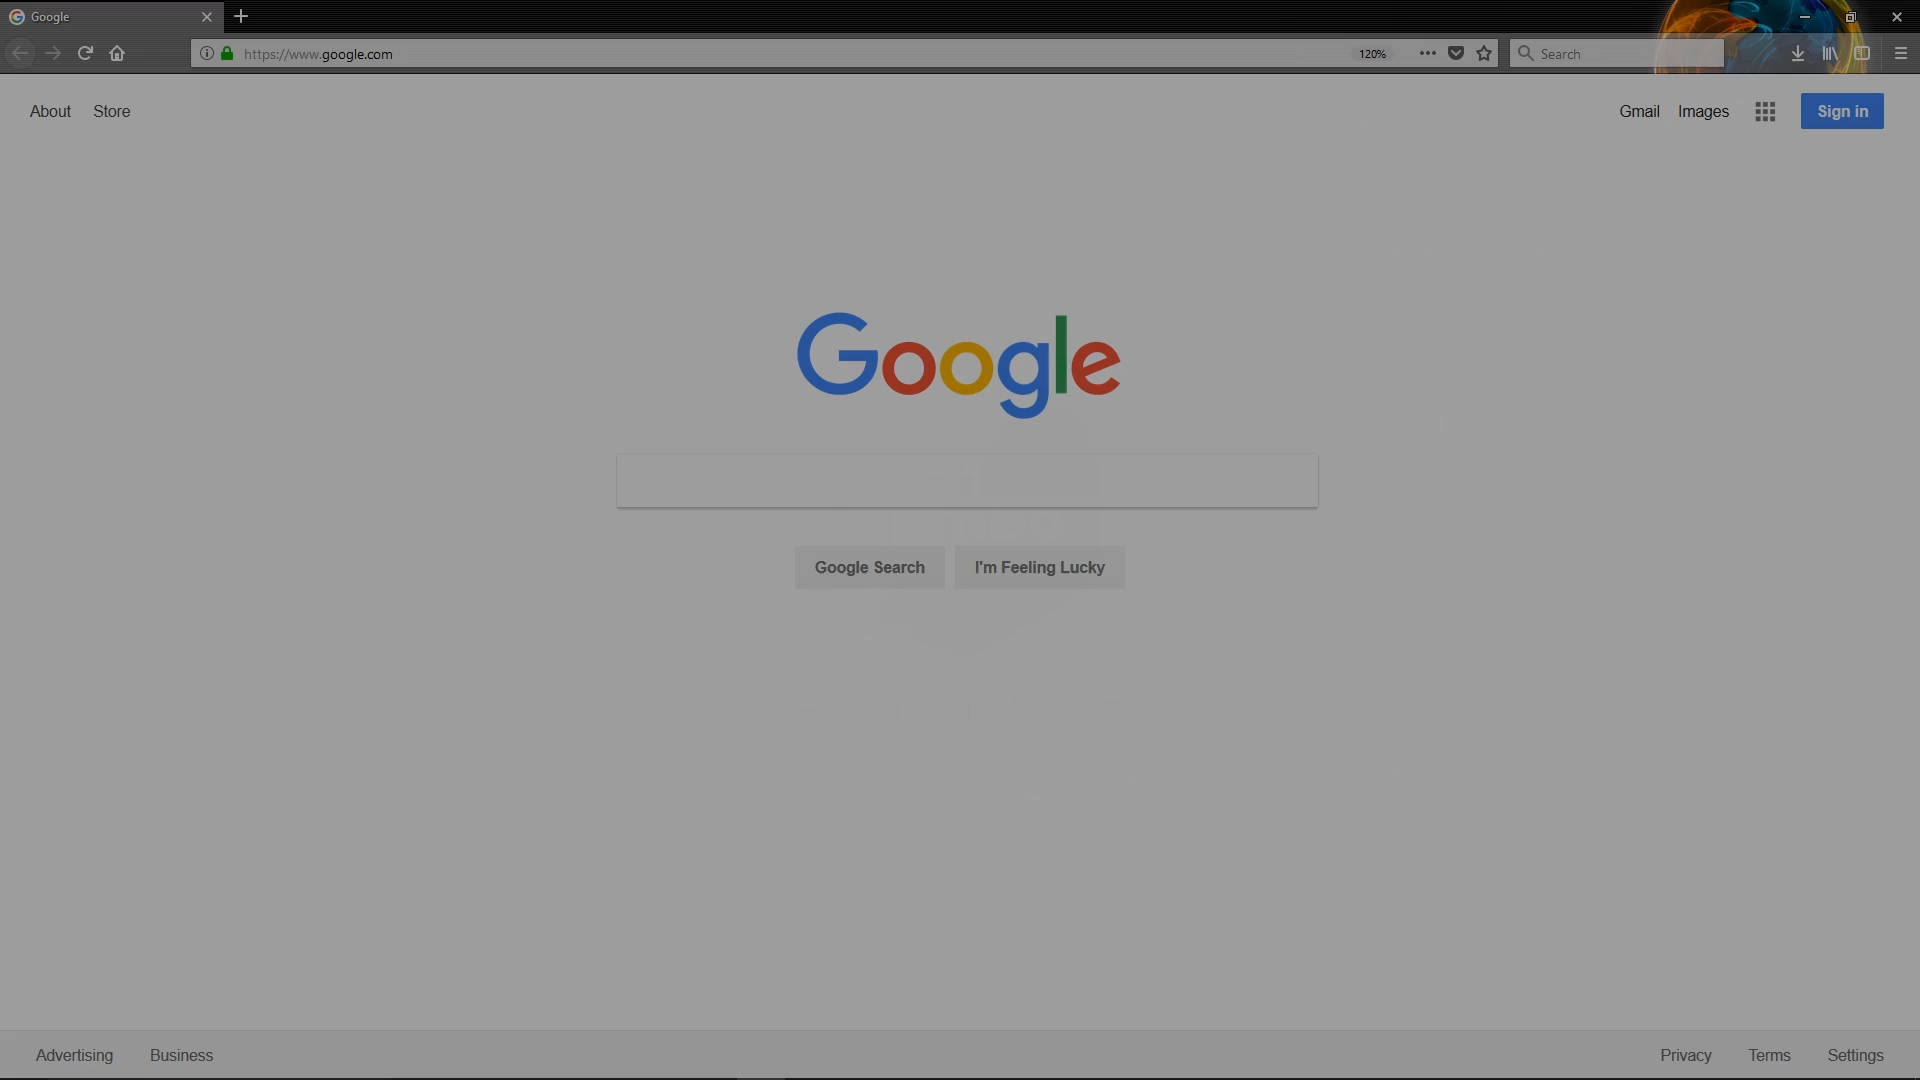 Google
https://www.google.com
120%
Search
About Store
Gmail Images
Sign in
Google
Google Search
I'm Feeling Lucky
Advertising Business
Privacy Terms Settings